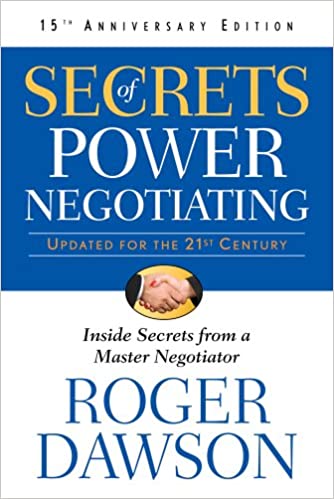 15TH ANNIVERSARY EDITION
SECRETS
of
POWER
NEGOTIATING
UPDATED FOR THE 21ST CENTURY
Inside Secrets from a
Master Negotiator
ROGER
DAWSON